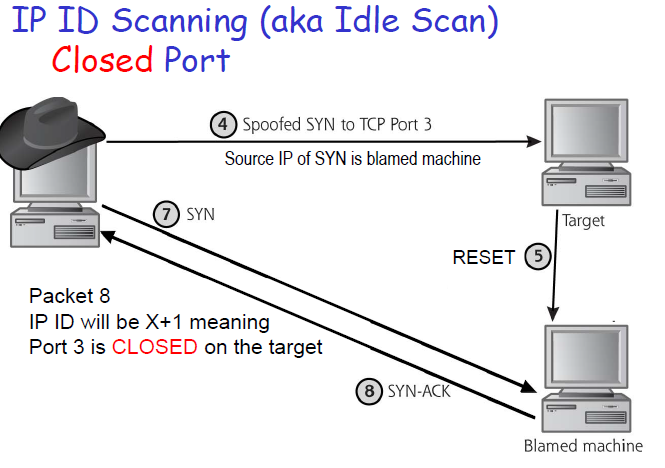 IP ID Scanning (aka Idle Scan)
Closed Port
4 Spoofed SYN to TCP Port 3
Source IP of SYN is blamed machine
Target
7 SYN
RESET 5
Packet 8
IP ID will be X+1 meaning
Port 3 is CLOSED on the target
8 SYN-ACK
Blamed machine